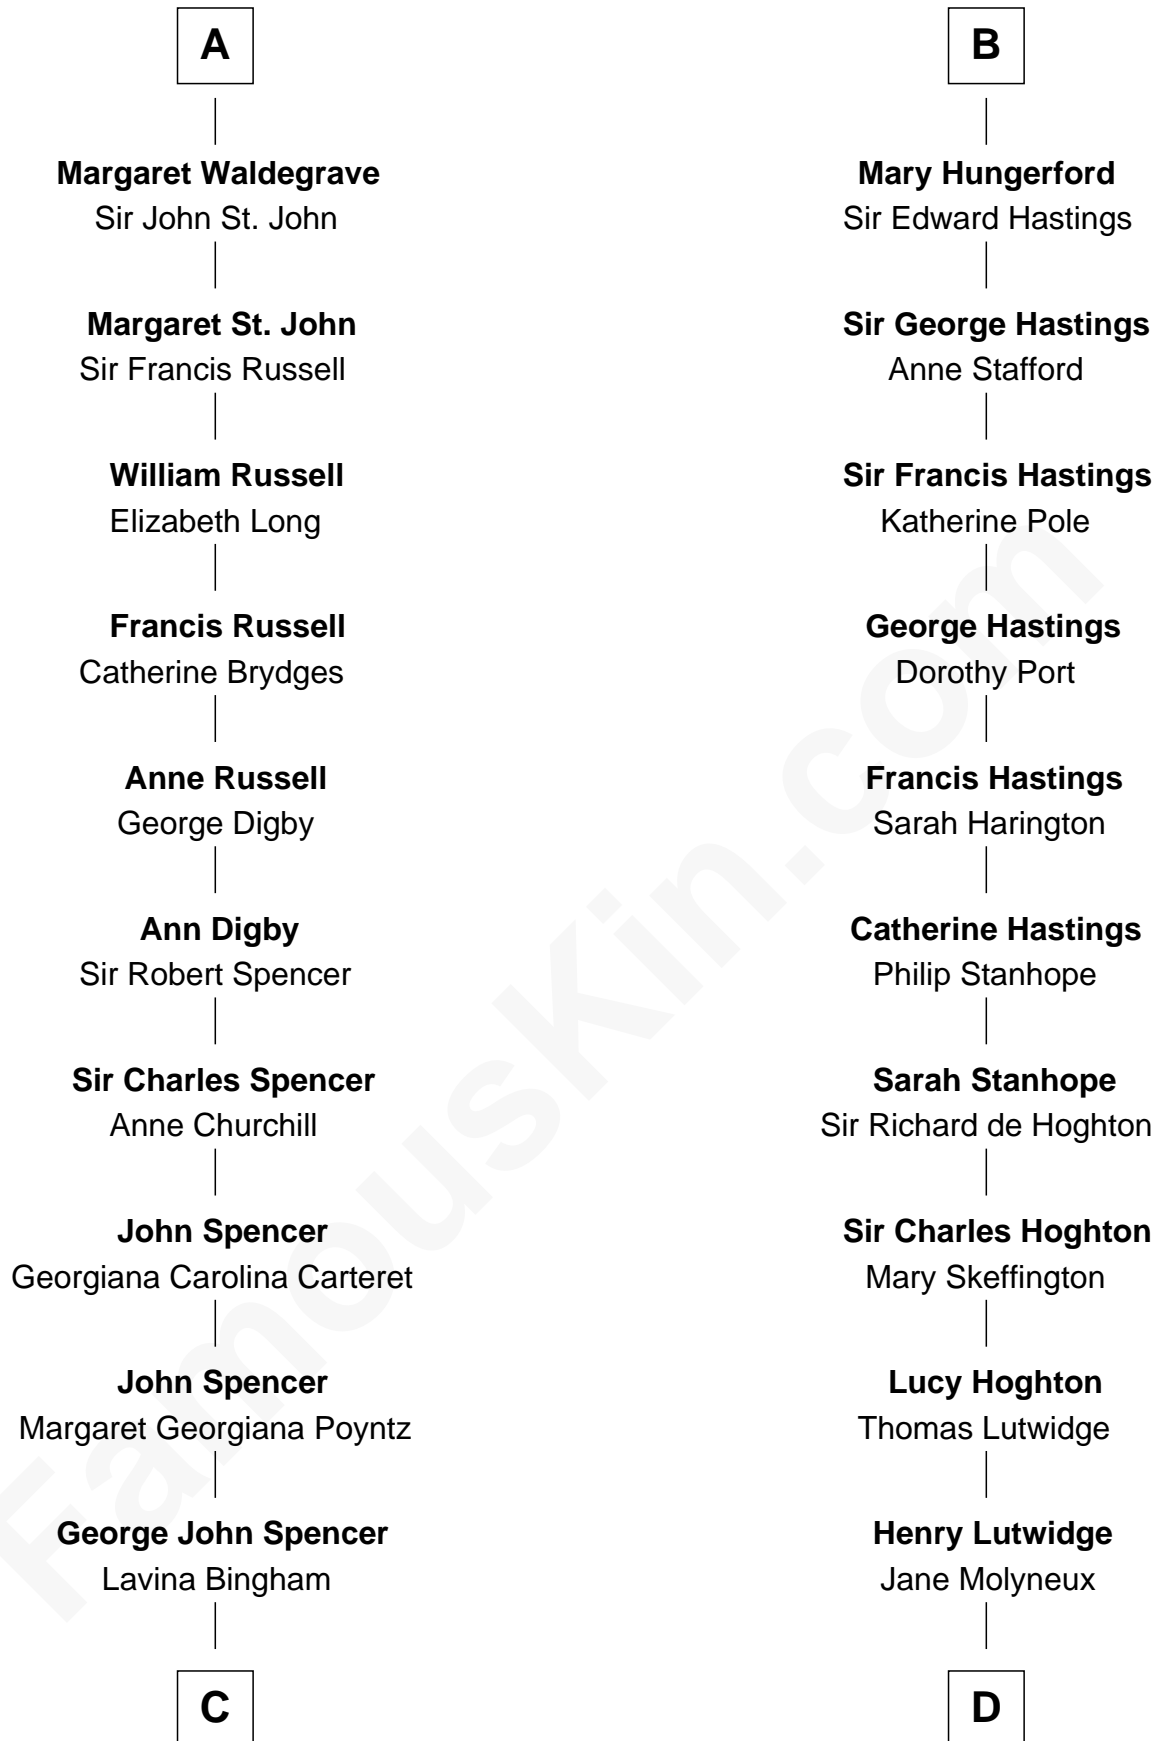 A
Margaret Waldegrave
Sir John St. John
Margaret St. John
Sir Francis Russell
William Russell
Elizabeth Long
Francis Russell
Catherine Brydges
Anne Russell
George Digby
Ann Digby
Sir Robert Spencer
Sir Charles Spencer
Anne Churchill
John Spencer
Georgiana Carolina Carteret
John Spencer
Margaret Georgiana Poyntz
George John Spencer
Lavina Bingham
C
B
Mary Hungerford
Sir Edward Hastings
Sir George Hastings
Anne Stafford
Sir Francis Hastings
Katherine Pole
George Hastings
Dorothy Port
Francis Hastings
Sarah Harington
Catherine Hastings
Philip Stanhope
Sarah Stanhope
Sir Richard de Hoghton
Sir Charles Hoghton
Mary Skeffington
Lucy Hoghton
Thomas Lutwidge
Henry Lutwidge
Jane Molyneux
D
FamousKin.com